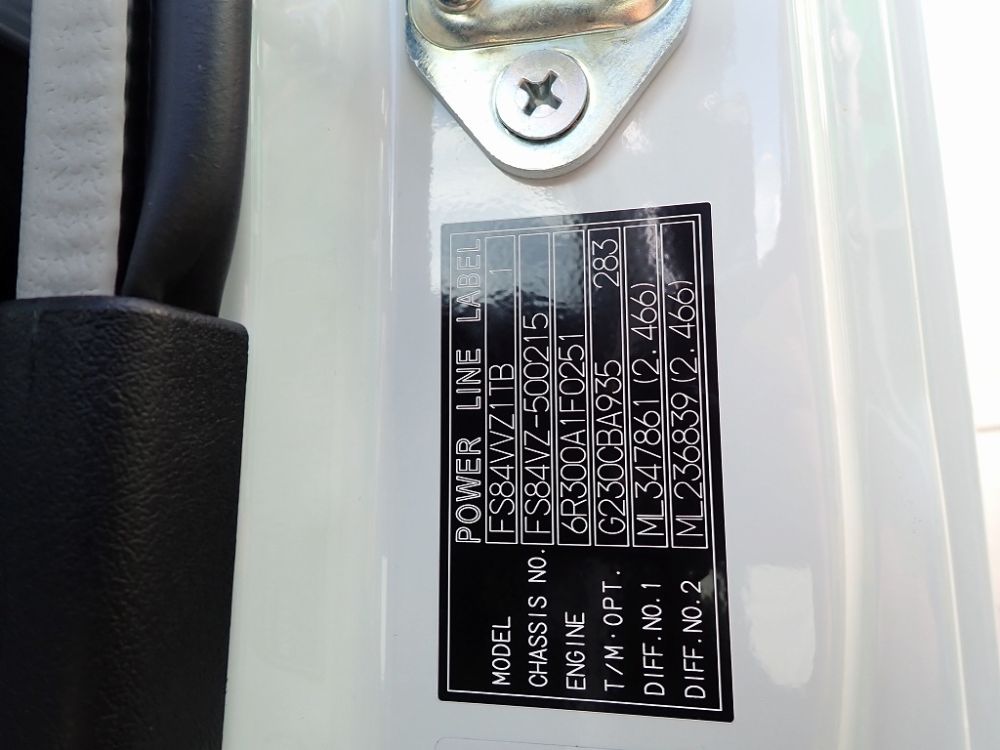 POWER LINE LABEL
MODEL FS84VVZ1TB 1
CHASSIS NO. FS84VZ-500215
ENGINE 6R300A1F0251
T/M·OPT. G230CBA935 283
DIFF.NO.1 ML347861(2.466)
DIFF.NO.2 ML236839(2.466)